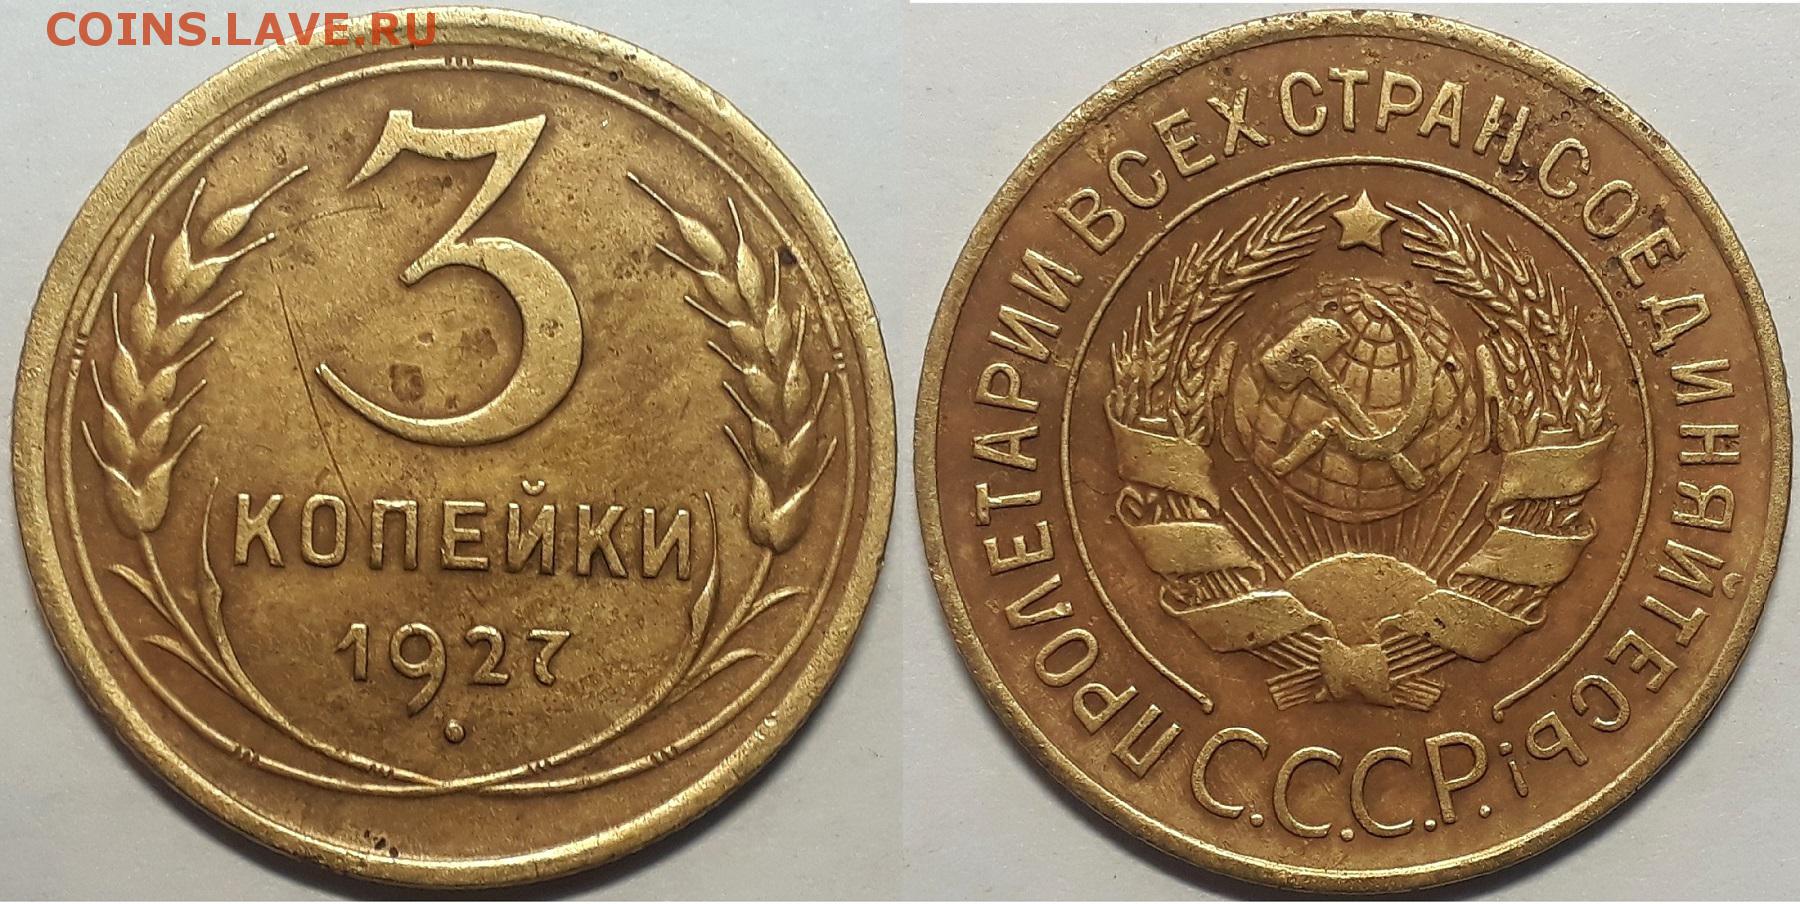 COINS.LAVE.RU
3
КОПЕЙКИ
1927
ПРОЛЕТАРИИ ВСЕХ СТРАН, СОЕДИНЯЙТЕСЬ!
С.С.С.Р.